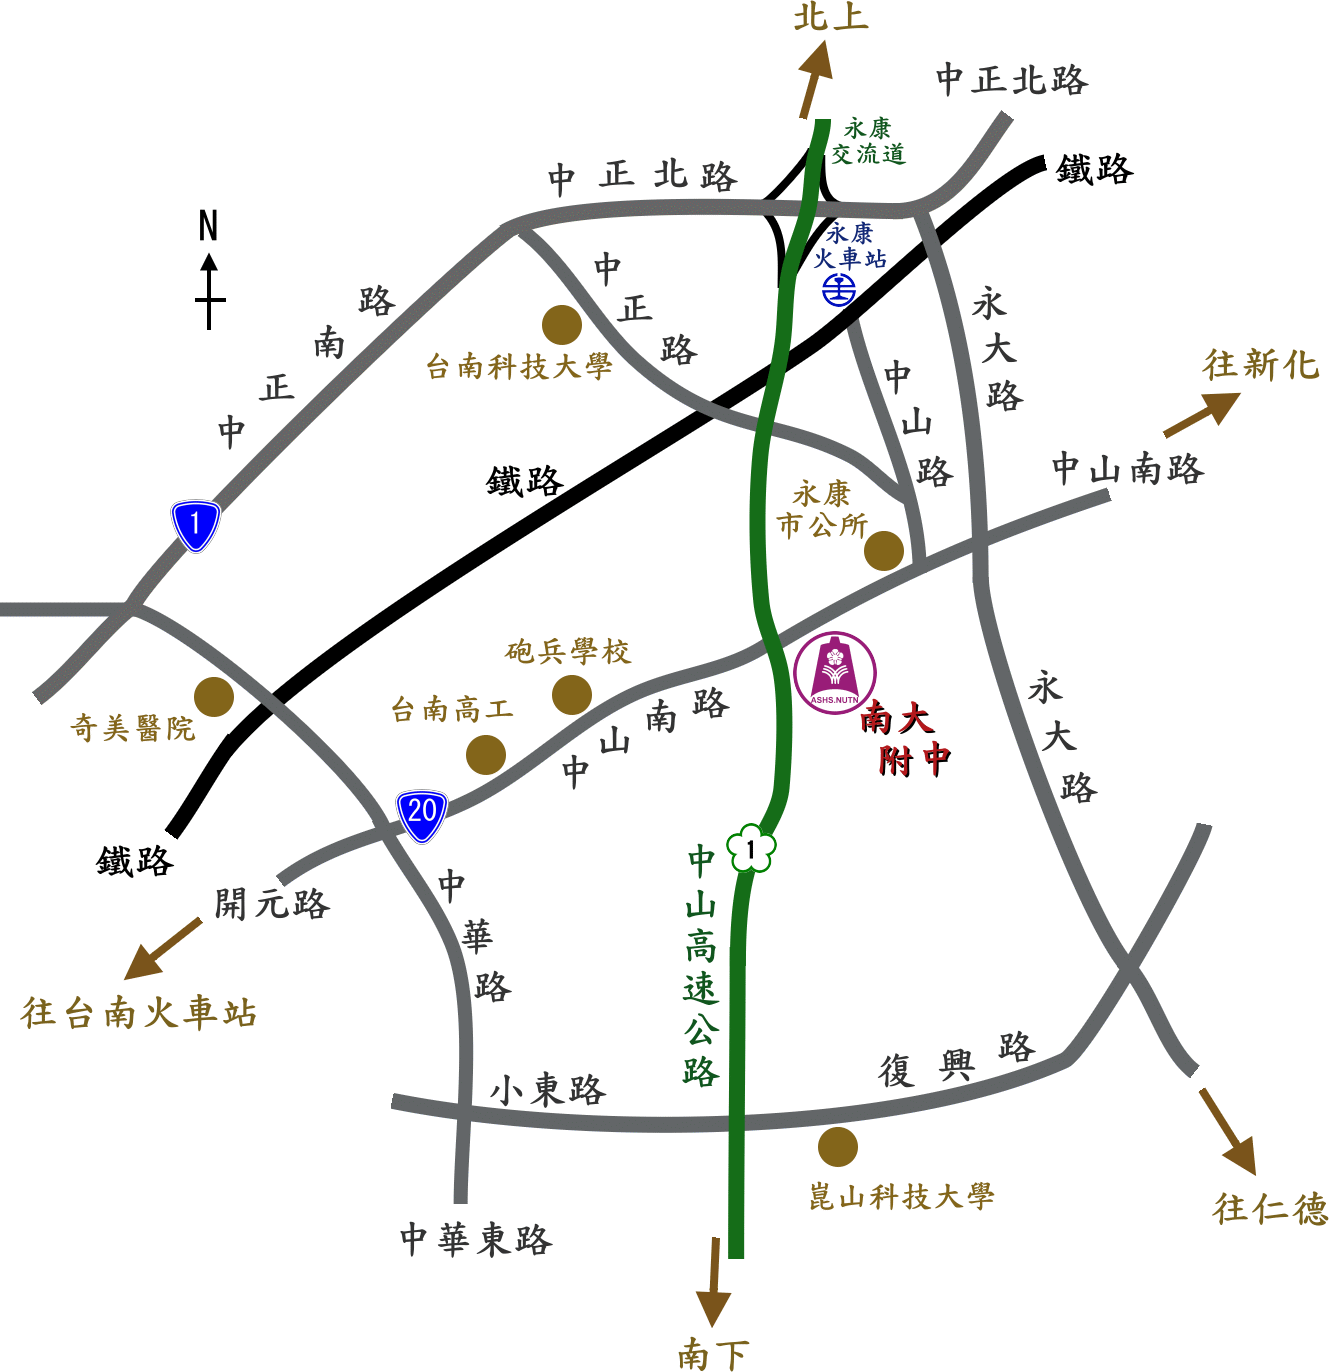 北上
中正北路
永康
交流道
鐵路
中正北路
N
永康
火車站
中正南路
中正路
永大路
台南科技大學
往新化
中山路
中山南路
鐵路
永康
市公所
1
砲兵學校
台南高工
奇美醫院
中山南路
ASHS.NUTN
南大
附中
永大路
20
1
鐵路
開元路
中華路
中山高速公路
往台南火車站
小東路
復興路
崑山科技大學
往仁德
中華東路
南下